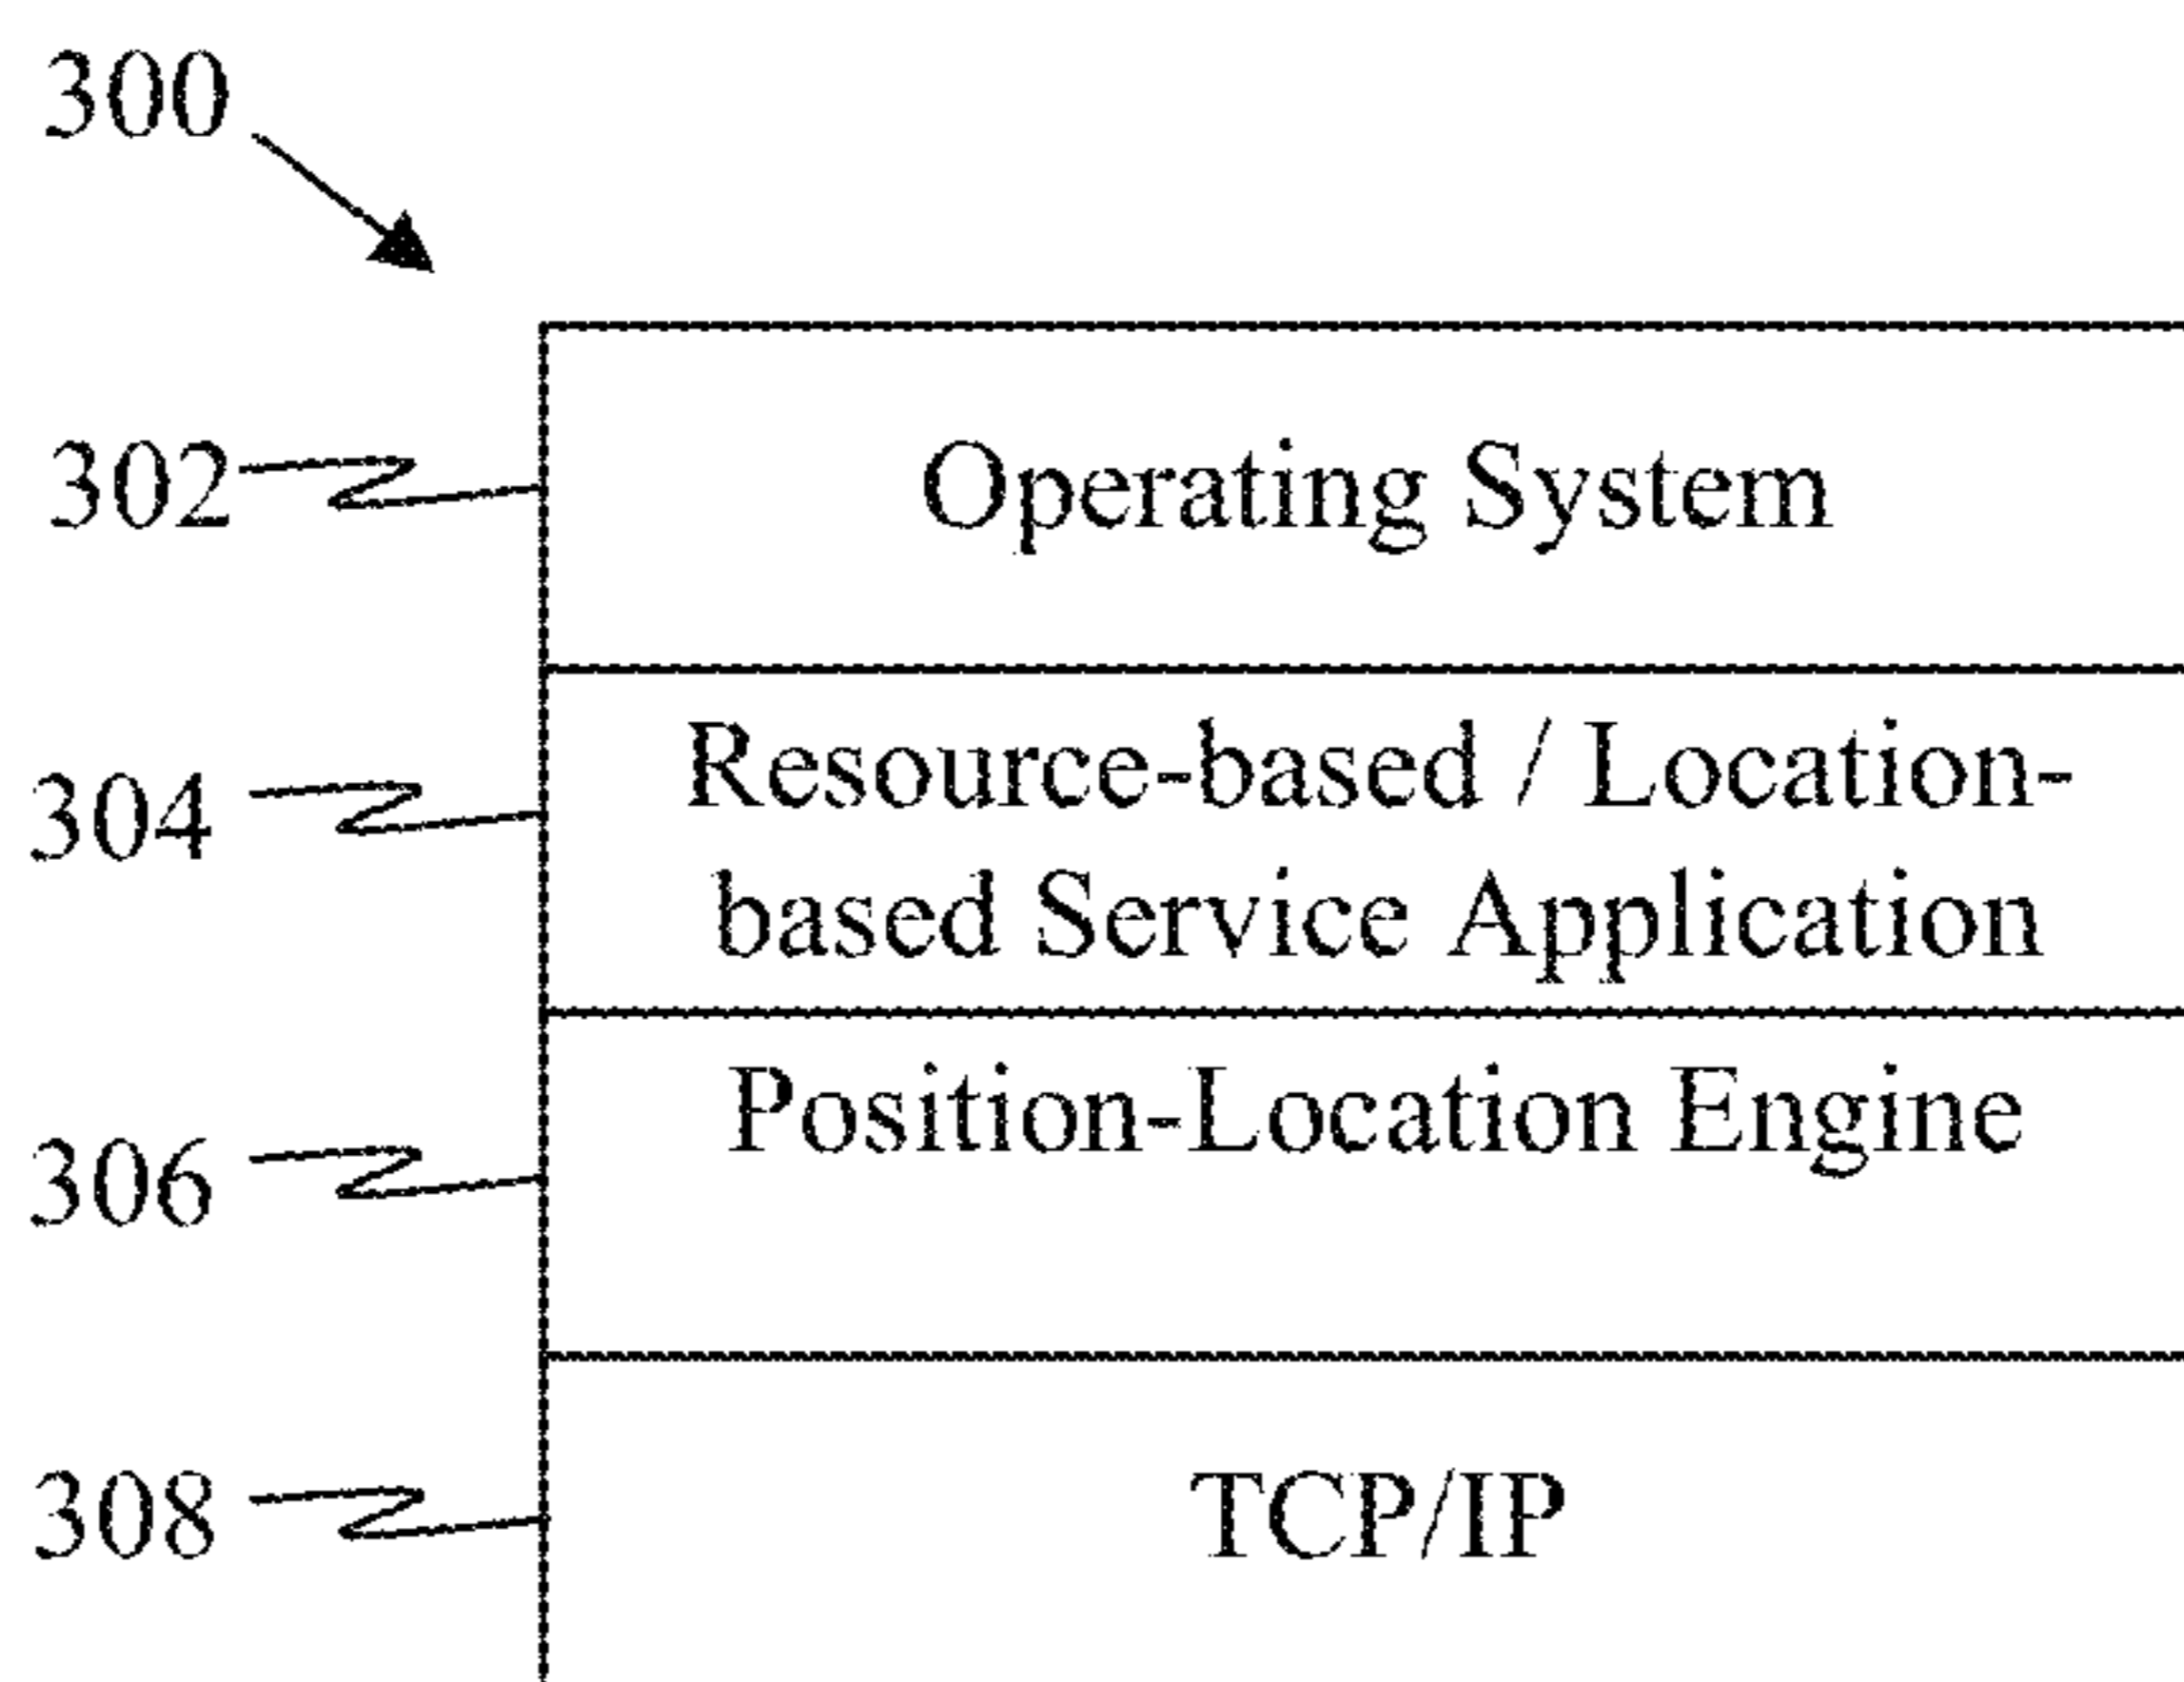 300
302 Operating System
304 Resource-based / Location-
based Service Application
306 Position-Location Engine
308 TCP/IP